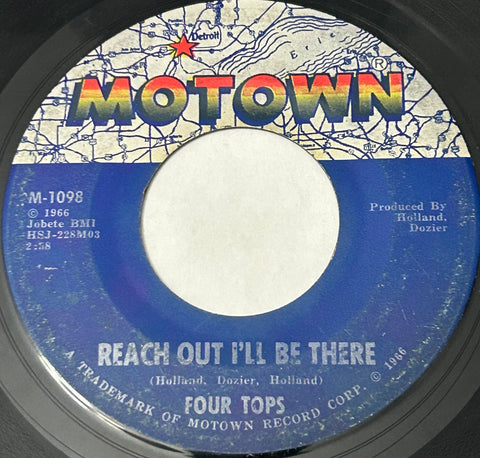 Detroit
Erie
MOTOWN®
M-1098
© 1966
Jobete BMI
HSJ-228M03
2:58
Produced By
Holland,
Dozier
REACH OUT I'LL BE THERE
(Holland, Dozier, Holland)
FOUR TOPS
A TRADEMARK OF MOTOWN RECORD CORP. © 1966